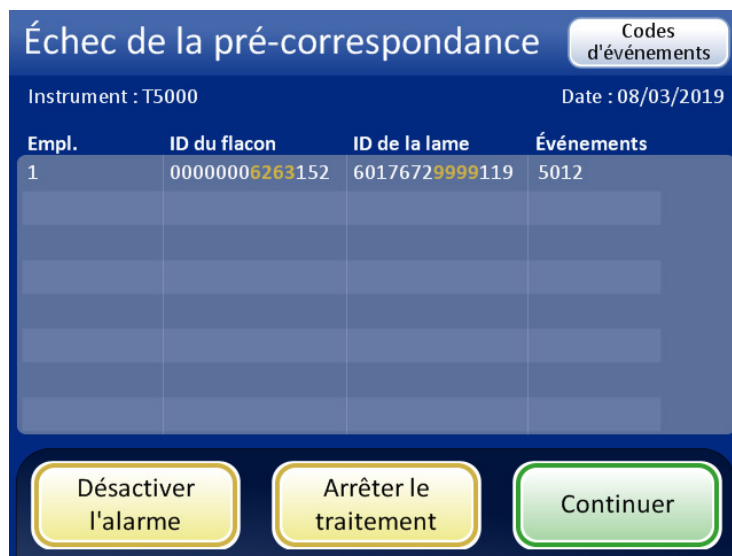 Échec de la pré-correspondance
Codes
d'événements
Instrument : T5000 Date : 08/03/2019
Empl. ID du flacon ID de la lame Événements
1 00000006263152 60176729999119 5012
Désactiver
l'alarme
Arrêter le
traitement
Continuer